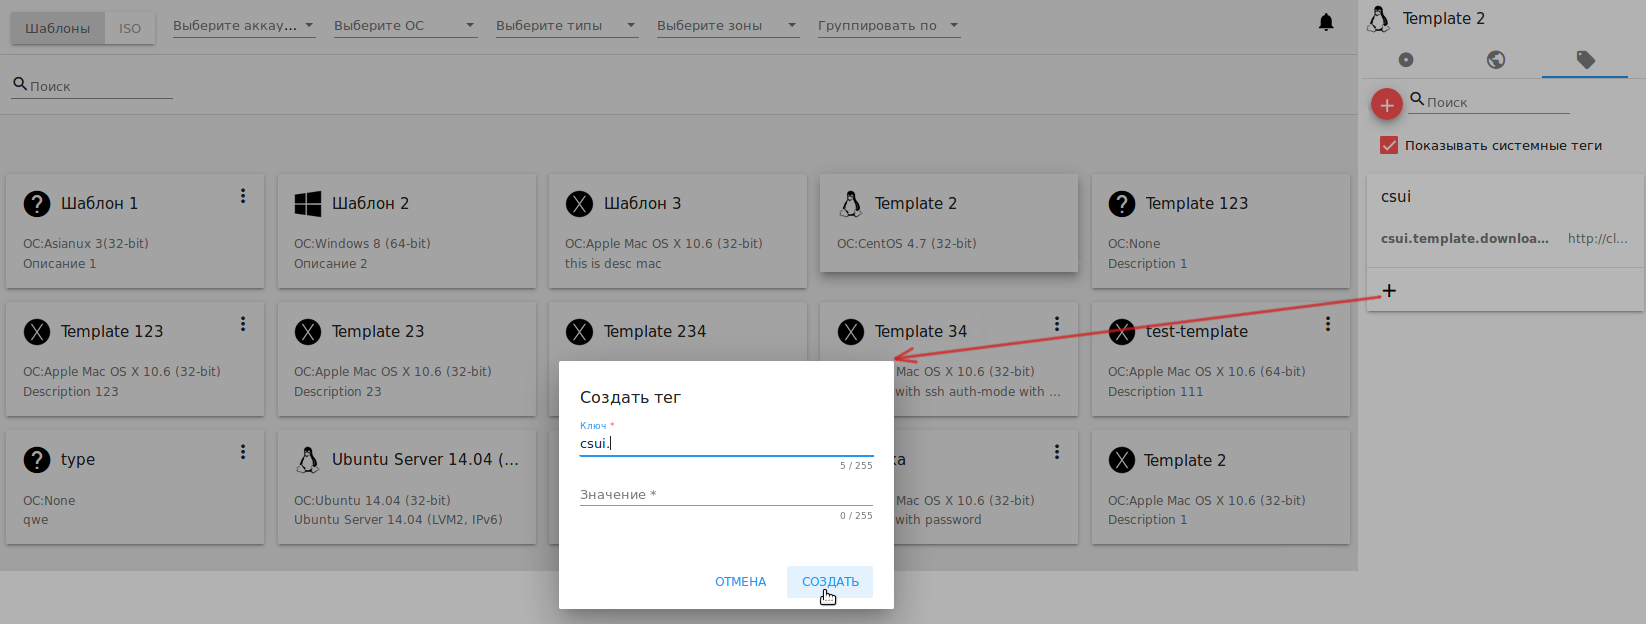 Шаблоны ISO Выберите аккау... Выберите ОС Выберите типы Выберите зоны Группировать по
Поиск
Шаблон 1
ОС:Asianux 3(32-bit)
Описание 1
Шаблон 2
ОС:Windows 8 (64-bit)
Описание 2
Шаблон 3
ОС:Apple Mac OS X 10.6 (32-bit)
this is desc mac
Template 2
ОС:CentOS 4.7 (32-bit)
Template 123
ОС:None
Description 1
Template 123
ОС:Apple Mac OS X 10.6 (32-bit)
Description 123
Template 23
ОС:Apple Mac OS X 10.6 (32-bit)
Description 23
Template 234
Template 34
Mac OS X 10.6 (32-bit)
with ssh auth-mode with ...
test-template
ОС:Apple Mac OS X 10.6 (64-bit)
Description 111
type
ОС:None
qwe
Ubuntu Server 14.04 (...
ОС:Ubuntu 14.04 (32-bit)
Ubuntu Server 14.04 (LVM2, IPv6)
ка
Mac OS X 10.6 (32-bit)
with password
Template 2
ОС:Apple Mac OS X 10.6 (32-bit)
Description 1
Создать тег
Ключ *
csui.
5 / 255
Значение *
0 / 255
ОТМЕНА СОЗДАТЬ
Template 2
Поиск
Показывать системные теги
csui
csui.template.downloa... http://cl...